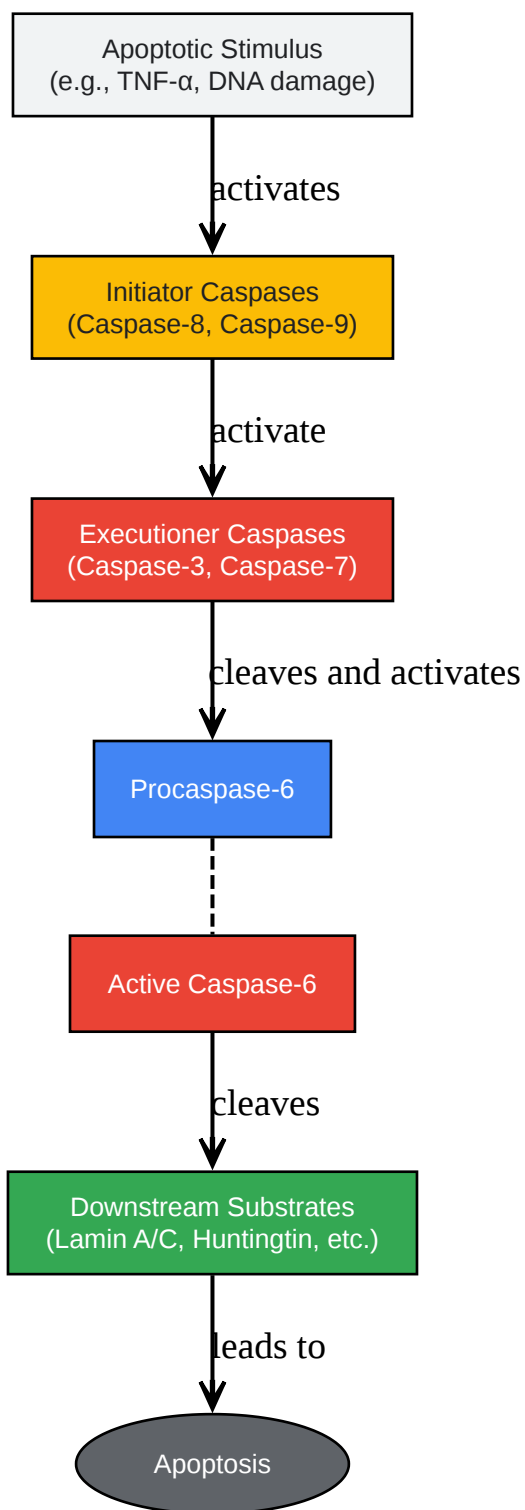 Apoptotic Stimulus
(e.g., TNF-α, DNA damage)
activates
Initiator Caspases
(Caspase-8, Caspase-9)
activate
Executioner Caspases
(Caspase-3, Caspase-7)
cleaves and activates
Procaspase-6
Active Caspase-6
cleaves
Downstream Substrates
(Lamin A/C, Huntingtin, etc.)
leads to
Apoptosis